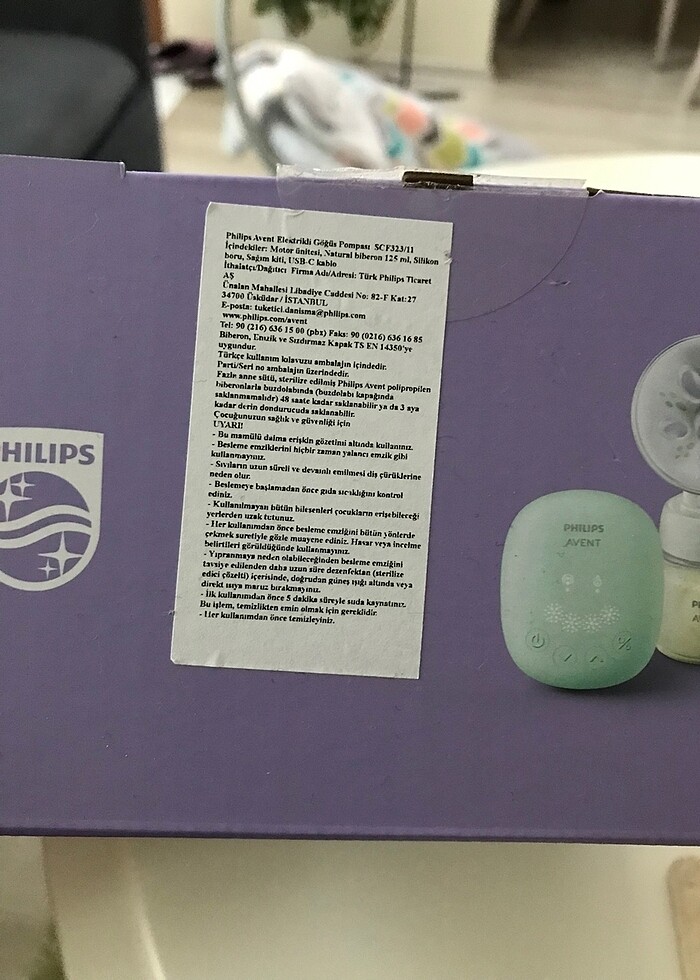 Philips Avent Elektrikli Göğüs Pompası SCF323/11
İçindekiler: Motor ünitesi, Natural biberon 125 ml, Silikon
boru, Sağım kiti, USB-C kablo
İthalatçı/Dağıtıcı Firma Adı/Adresi: Türk Philips Ticaret
AŞ
Ünalan Mahallesi Libadiye Caddesi No: 82-F Kat:27
34700 Üsküdar / İSTANBUL
E-posta: tuketici.danisma@philips.com
www.philips.com/avent
Tel: 90 (216) 636 15 00 (pbx) Faks: 90 (0216) 636 16 85
Biberon, Emzik ve Sızdırmaz Kapak TS EN 14350'ye
uygundur.
Türkçe kullanım kılavuzu ambalajın içindedir.
Parti/Seri no ambalajın üzerindedir.
Fazla anne sütü, sterilize edilmiş Philips Avent polipropilen
biberonlarla buzdolabında (buzdolabı kapağında
saklanmamalıdır) 48 saate kadar saklanabilir ya da 3 aya
kadar derin dondurucuda saklanabilir.
Çocuğunuzun sağlık ve güvenliği için
UYARI!
- Bu mamülü daima erişkin gözetimi altında kullanınız.
- Besleme emziklerini hiçbir zaman yalancı emzik gibi
kullanmayınız.
- Sıvıların uzun süreli ve devamlı emilmesi diş çürüklerine
neden olur.
- Beslemeye başlamadan önce gıda sıcaklığını kontrol
ediniz.
- Kullanılmayan bütün bileşenleri çocukların erişebileceği
yerlerden uzak tutunuz.
- Her kullanımdan önce besleme emziğini bütün yönlerde
çekmek suretiyle gözle muayene ediniz. Hasar veya incelme
belirtileri görüldüğünde kullanmayınız.
- Yıpranmaya neden olabileceğinden besleme emziğini
tavsiye edilenden daha uzun süre dezenfektan (sterilize
edici çözelti) içerisinde, doğrudan güneş ışığı altında veya
direkt ısıya maruz bırakmayınız.
- İlk kullanımdan önce 5 dakika süreyle suda kaynatınız.
Bu işlem, temizlikten emin olmak için gereklidir.
- Her kullanımdan önce temizleyiniz.
PHILIPS
PHILIPS
AVENT